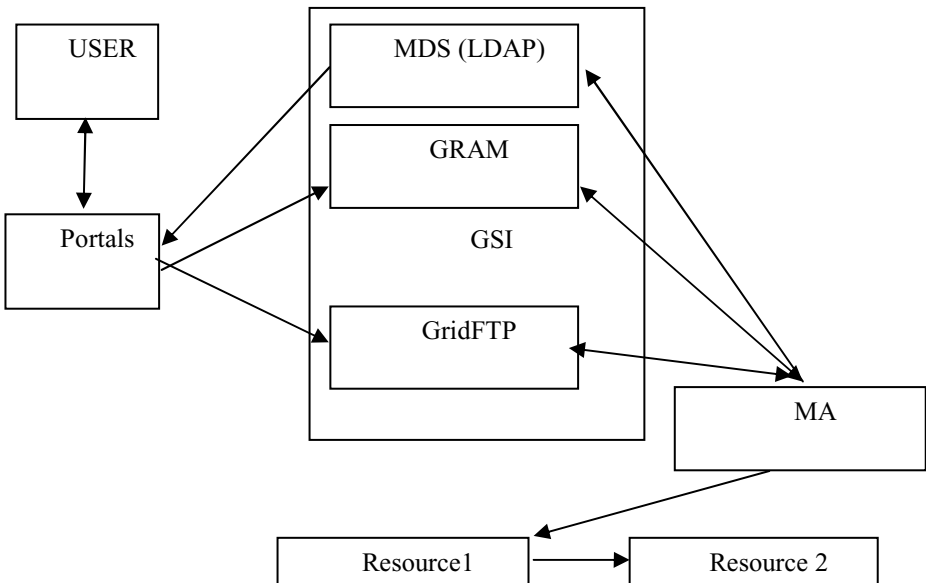 USER
MDS (LDAP)
GRAM
Portals
GSI
GridFTP
MA
Resource1
Resource 2